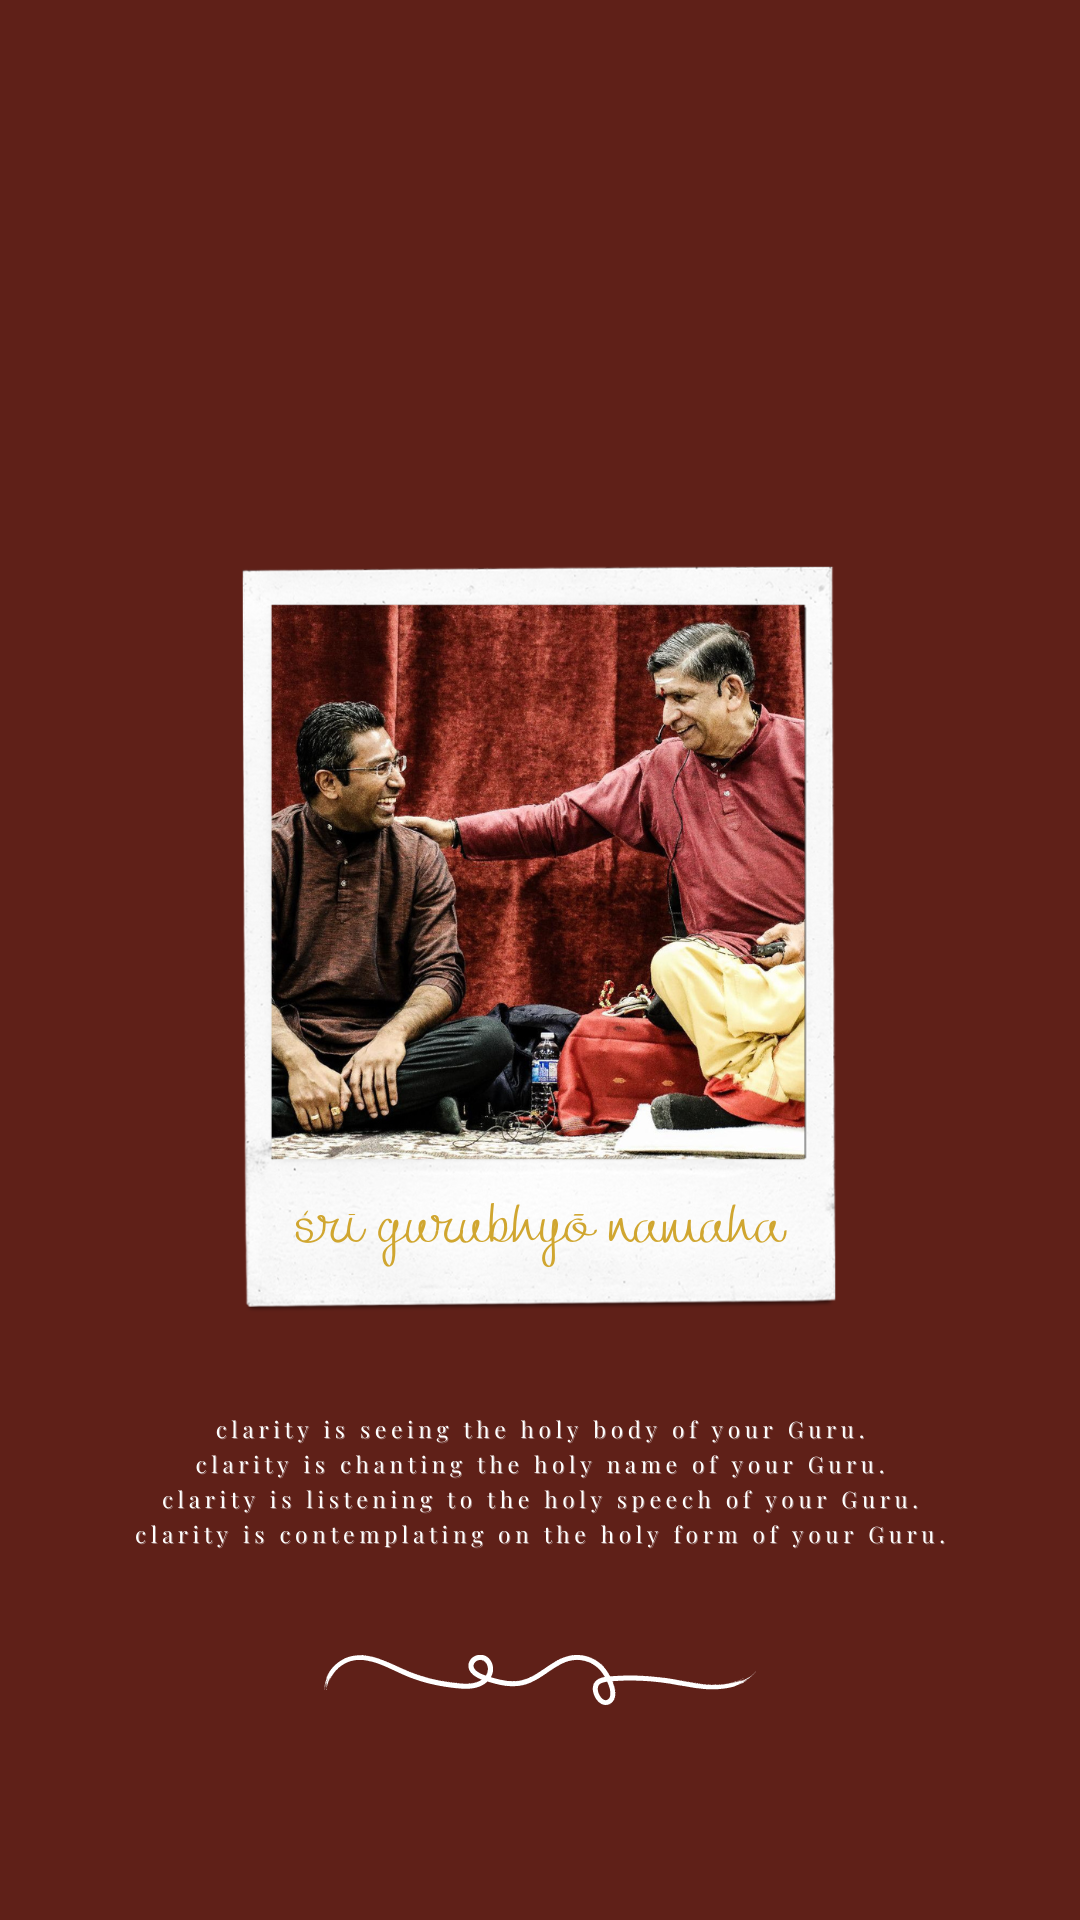 śrī gurubhyō namaha
clarity is seeing the holy body of your Guru.
clarity is chanting the holy name of your Guru.
clarity is listening to the holy speech of your Guru.
clarity is contemplating on the holy form of your Guru.